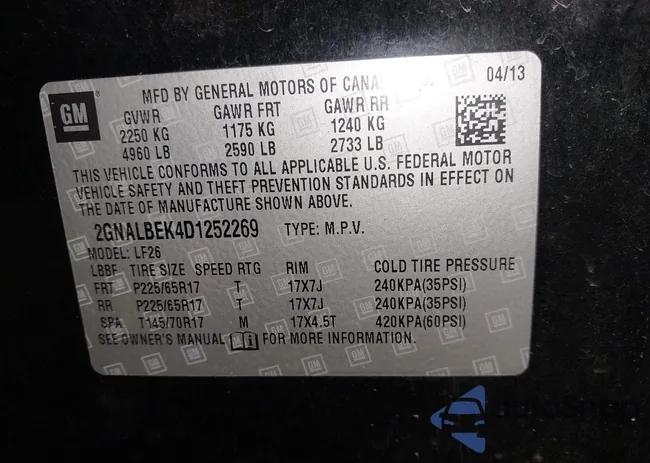 GM
MFD BY GENERAL MOTORS OF CANA
04/13
GVWR GAWR FRT GAWR RR
2250 KG 1175 KG 1240 KG
4960 LB 2590 LB 2733 LB
THIS VEHICLE CONFORMS TO ALL APPLICABLE U.S. FEDERAL MOTOR
VEHICLE SAFETY AND THEFT PREVENTION STANDARDS IN EFFECT ON
THE DATE OF MANUFACTURE SHOWN ABOVE.
2GNALBEK4D1252269 TYPE: M.P.V.
MODEL: LF26
LBBF TIRE SIZE SPEED RTG RIM COLD TIRE PRESSURE
FRT P225/65R17 T 17X7J 240KPA(35PSI)
RR P225/65R17 T 17X7J 240KPA(35PSI)
SPA T145/70R17 M 17X4.5T 420KPA(60PSI)
SEE OWNER'S MANUAL FOR MORE INFORMATION.